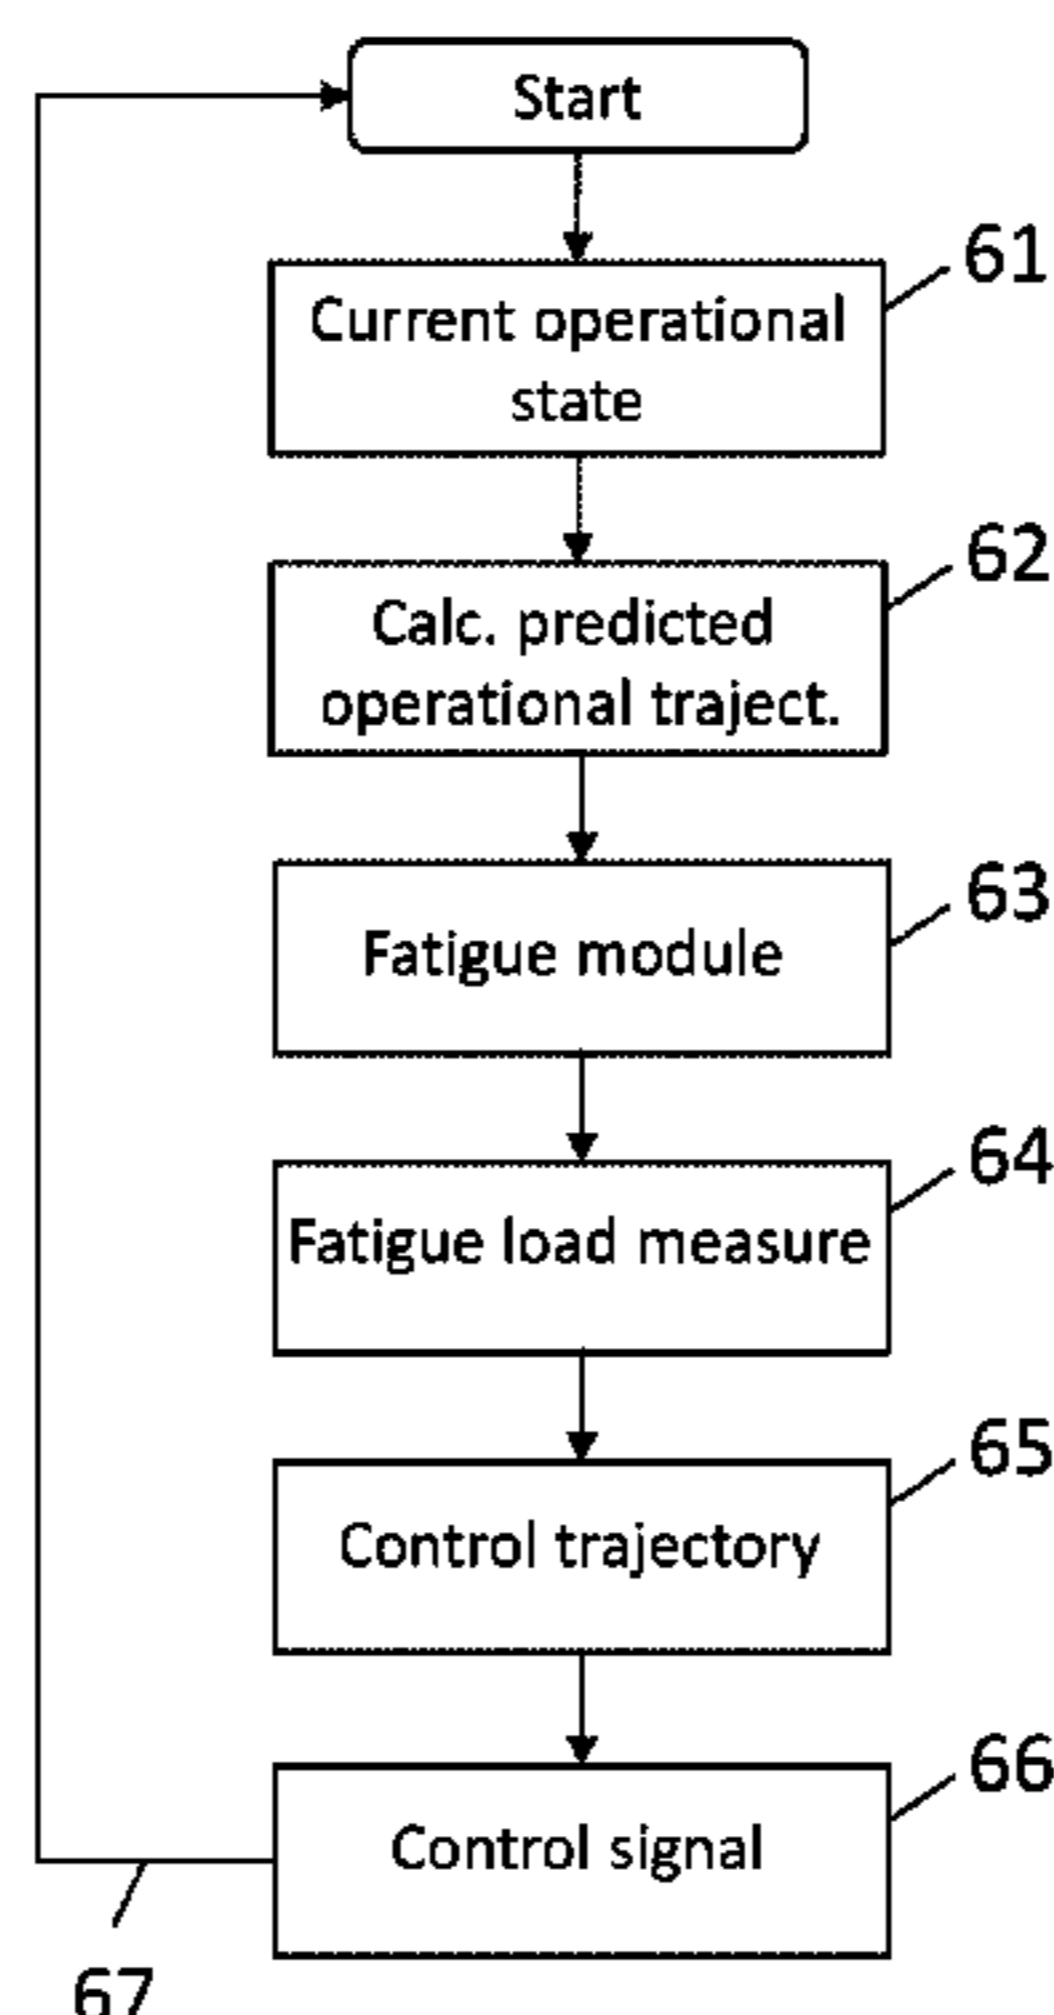 Start
61
Current operational
state
62
Calc. predicted
operational traject.
63
Fatigue module
64
Fatigue load measure
65
Control trajectory
66
Control signal
67